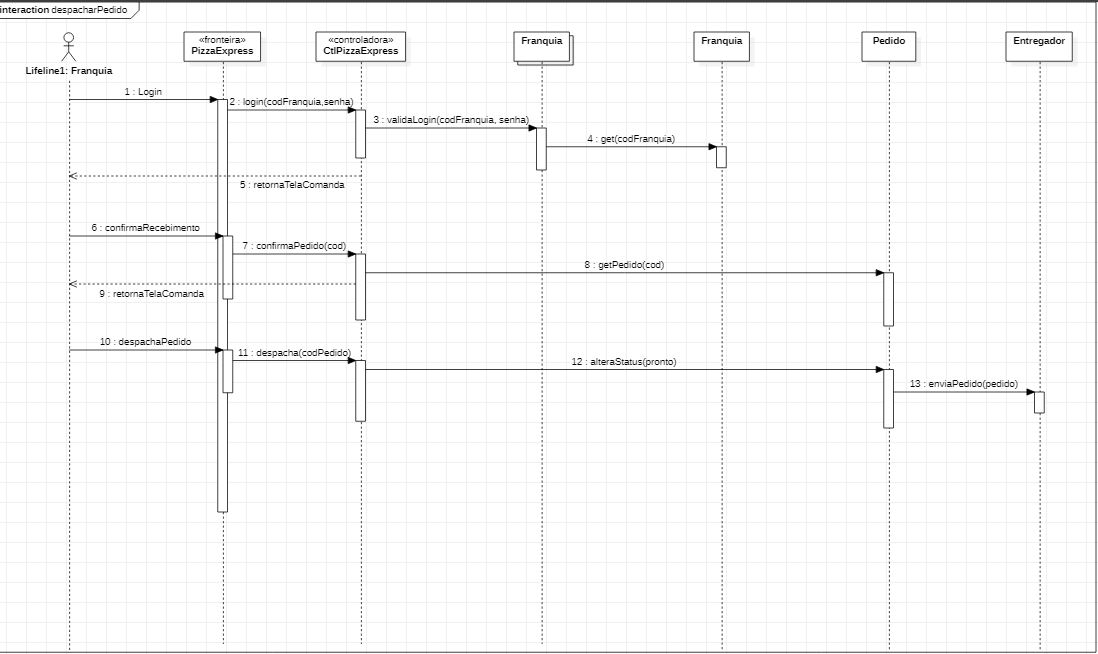 interaction despacharPedido
«fronteira»
PizzaExpress
«controladora»
CtlPizzaExpress
Franquia
Franquia
Pedido
Entregador
Lifeline1: Franquia
1 : Login
2 : login(codFranquia,senha)
3 : validaLogin(codFranquia, senha)
4 : get(codFranquia)
5 : retornaTelaComanda
6 : confirmaRecebimento
7 : confirmaPedido(cod)
8 : getPedido(cod)
9 : retornaTelaComanda
10 : despachaPedido
11 : despacha(codPedido)
12 : alteraStatus(pronto)
13 : enviaPedido(pedido)